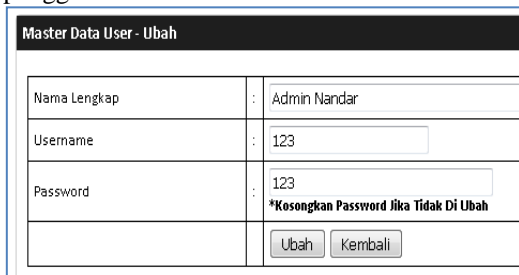 Master Data User - Ubah
Nama Lengkap : Admin Nandar
Username : 123
Password : 123
*Kosongkan Password Jika Tidak Di Ubah
Ubah Kembali